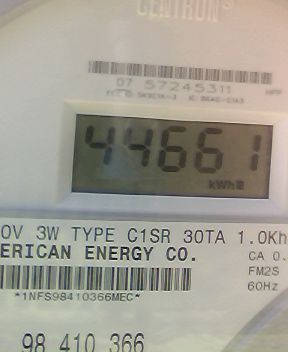 CENTRON®
07 57245311
44661
kWh
0V 3W TYPE C1SR 30TA 1.0Kh
ERICAN ENERGY CO.
CA 0.
FM2S
60Hz
*1NFS98410366MEC*
98 410 366